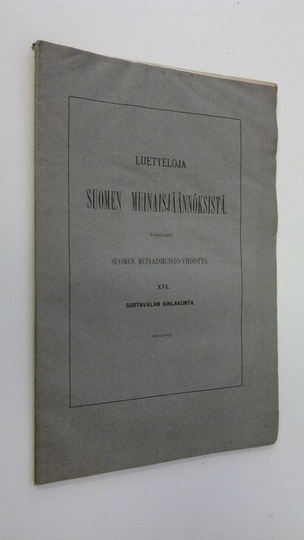 LUETTELOJA
SUOMEN MUINAISJÄÄNNÖKSISTÄ.
SUOMEN MUINAISMUISTO-YHDISTYS.
XVI.
SORTAVALAN KIHLAKUNTA.